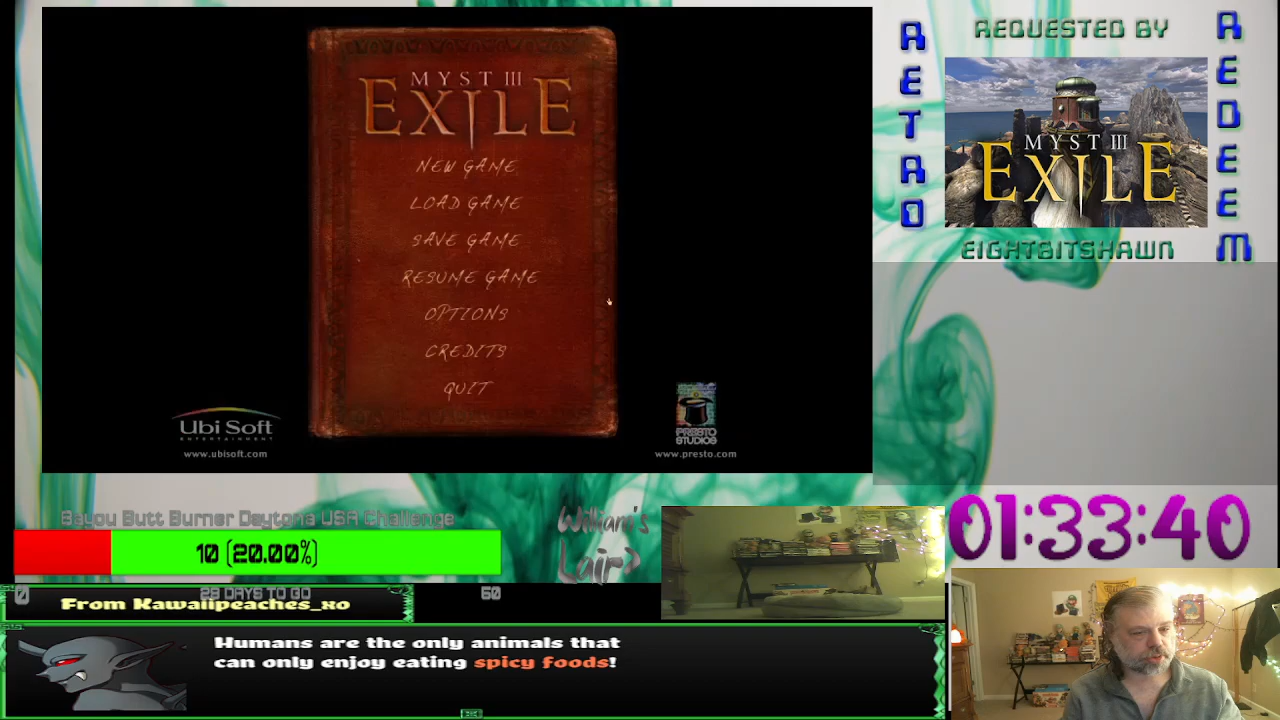 MYST III
EXILE
NEW GAME
LOAD GAME
SAVE GAME
RESUME GAME
OPTIONS
CREDITS
QUIT
Ubi Soft
ENTERTAINMENT
www.ubisoft.com
PRESTO
STUDIOS
www.presto.com
RETRO
REQUESTED BY
MYST III
EXILE
EIGHTBITSHAWN
REDEEM
Bayou Butt Burner Daytona USA Challenge
10 (20.00%)
0
28 DAYS TO GO
50
William's
Lair
01:33:40
From Kawaiipeaches_xo
Humans are the only animals that
can only enjoy eating spicy foods!